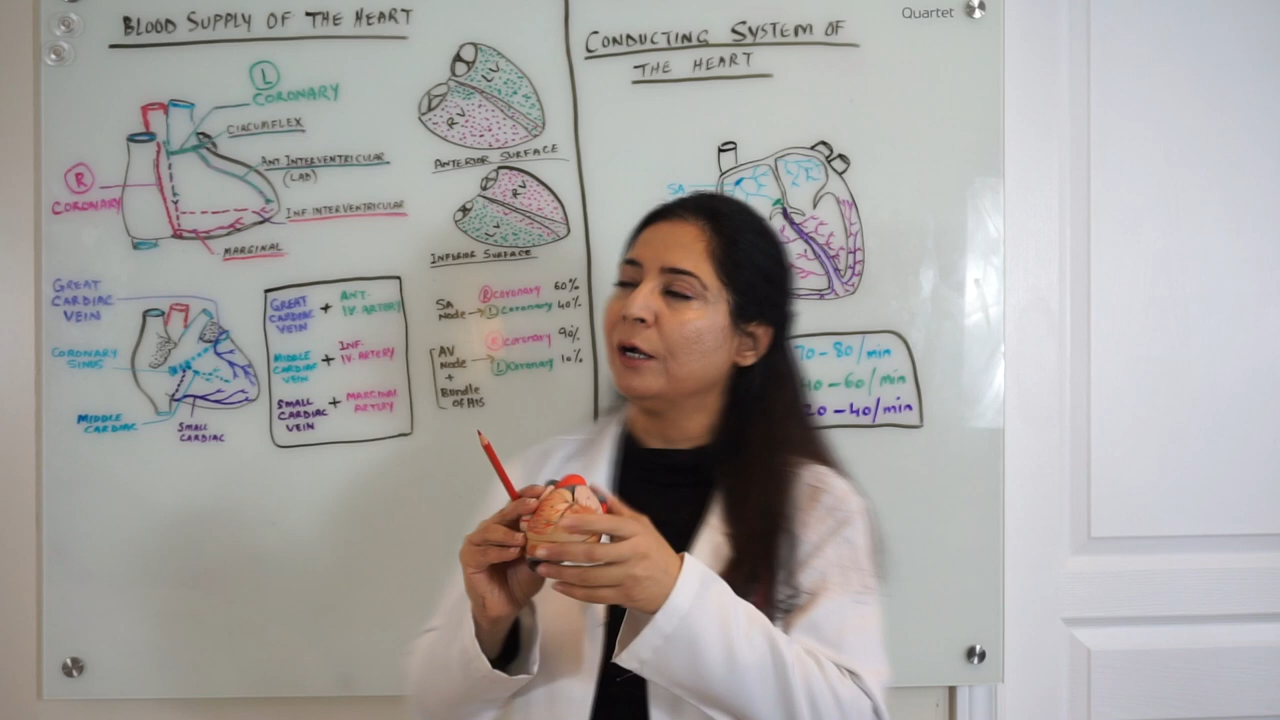 BLOOD SUPPLY OF THE HEART
L
CORONARY
CIRCUMFLEX
ANT. INTERVENTRICULAR
(LAD)
R
CORONARY
INF. INTERVENTRICULAR
MARGINAL
LV
RV
ANTERIOR SURFACE
RV
LV
INFERIOR SURFACE
GREAT
CARDIAC
VEIN
CORONARY
SINUS
MIDDLE
CARDIAC
SMALL
CARDIAC
GREAT
CARDIAC
VEIN
+
ANT.
IV. ARTERY
MIDDLE
CARDIAC
VEIN
+
INF.
IV. ARTERY
SMALL
CARDIAC
VEIN
+
MARGINAL
ARTERY
SA
Node → R Coronary 60%
L Coronary 40%
AV
Node → R Coronary 90%
L Coronary 10%
+
Bundle
OF HIS
Quartet
CONDUCTING SYSTEM OF
THE HEART
SA
70-80/min
40-60/min
20-40/min